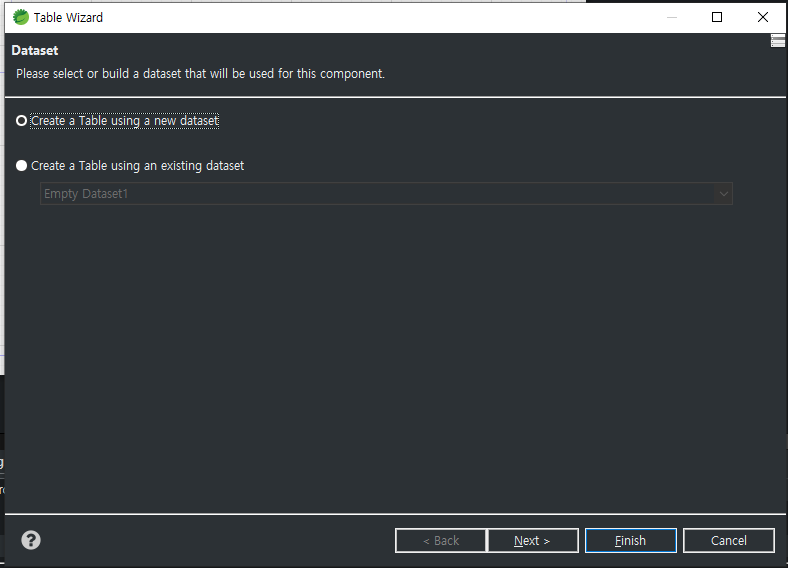 Table Wizard
Dataset
Please select or build a dataset that will be used for this component.
Create a Table using a new dataset
Create a Table using an existing dataset
Empty Dataset1
< Back
Next >
Finish
Cancel